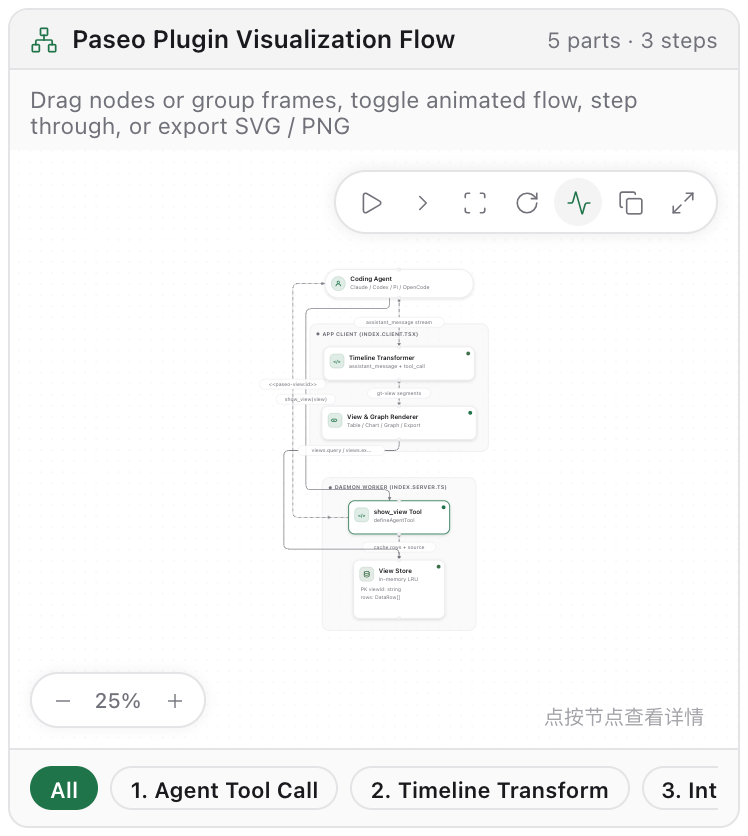 Paseo Plugin Visualization Flow
5 parts · 3 steps
Drag nodes or group frames, toggle animated flow, step
through, or export SVG / PNG
Coding Agent
Claude / Codex / Pi / OpenCode
assistant_message stream
APP CLIENT (INDEX.CLIENT.TSX)
Timeline Transformer
assistant_message + tool_call
<<paseo-view:id>>
show_view(view)
gt-view segments
View & Graph Renderer
Table / Chart / Graph / Export
views.query / views.ex...
DAEMON WORKER (INDEX.SERVER.TS)
show_view Tool
defineAgentTool
cache rows + source
View Store
in-memory LRU
PK viewId: string
rows: DataRow[]
25%
点按节点查看详情
All
1. Agent Tool Call
2. Timeline Transform
3. Int